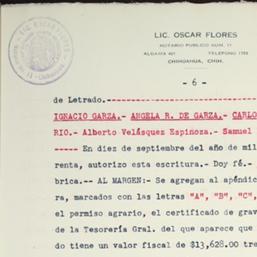 LIC. OSCAR FLORES
NOTARIO PUBLICO NUM. 11
ALDAMA 401 TELEFONO
CHIHUAHUA, CHIH.
- 6 -
de Letrado.-
IGNACIO GARZA.- ANGELA R. DE GARZA.- CARLO
RIO.- Alberto Velásquez Espinoza.- Samuel
----- En diez de septiembre del año de mil
renta, autorizo esta escritura.- Doy fé.-
brica.-- AL MARGEN:- Se agregan al apéndic
ra, marcados con las letras "A", "B", "C",
el permiso agrario, el certificado de grav
de la Tesorería Gral. del que aparece que
do tiene un valor fiscal de $13,628.00 tre